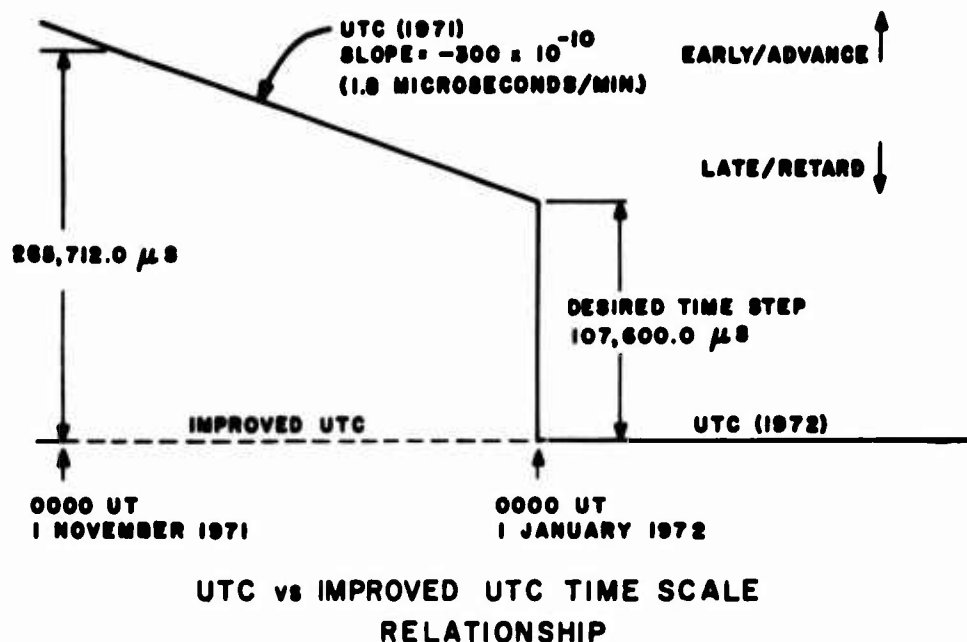 UTC (1971)
SLOPE = -300 x 10⁻¹⁰
(1.8 MICROSECONDS/MIN.)
EARLY/ADVANCE
LATE/RETARD
265,712.0 μS
DESIRED TIME STEP
107,600.0 μS
IMPROVED UTC
UTC (1972)
0000 UT
1 NOVEMBER 1971
0000 UT
1 JANUARY 1972
UTC vs IMPROVED UTC TIME SCALE
RELATIONSHIP